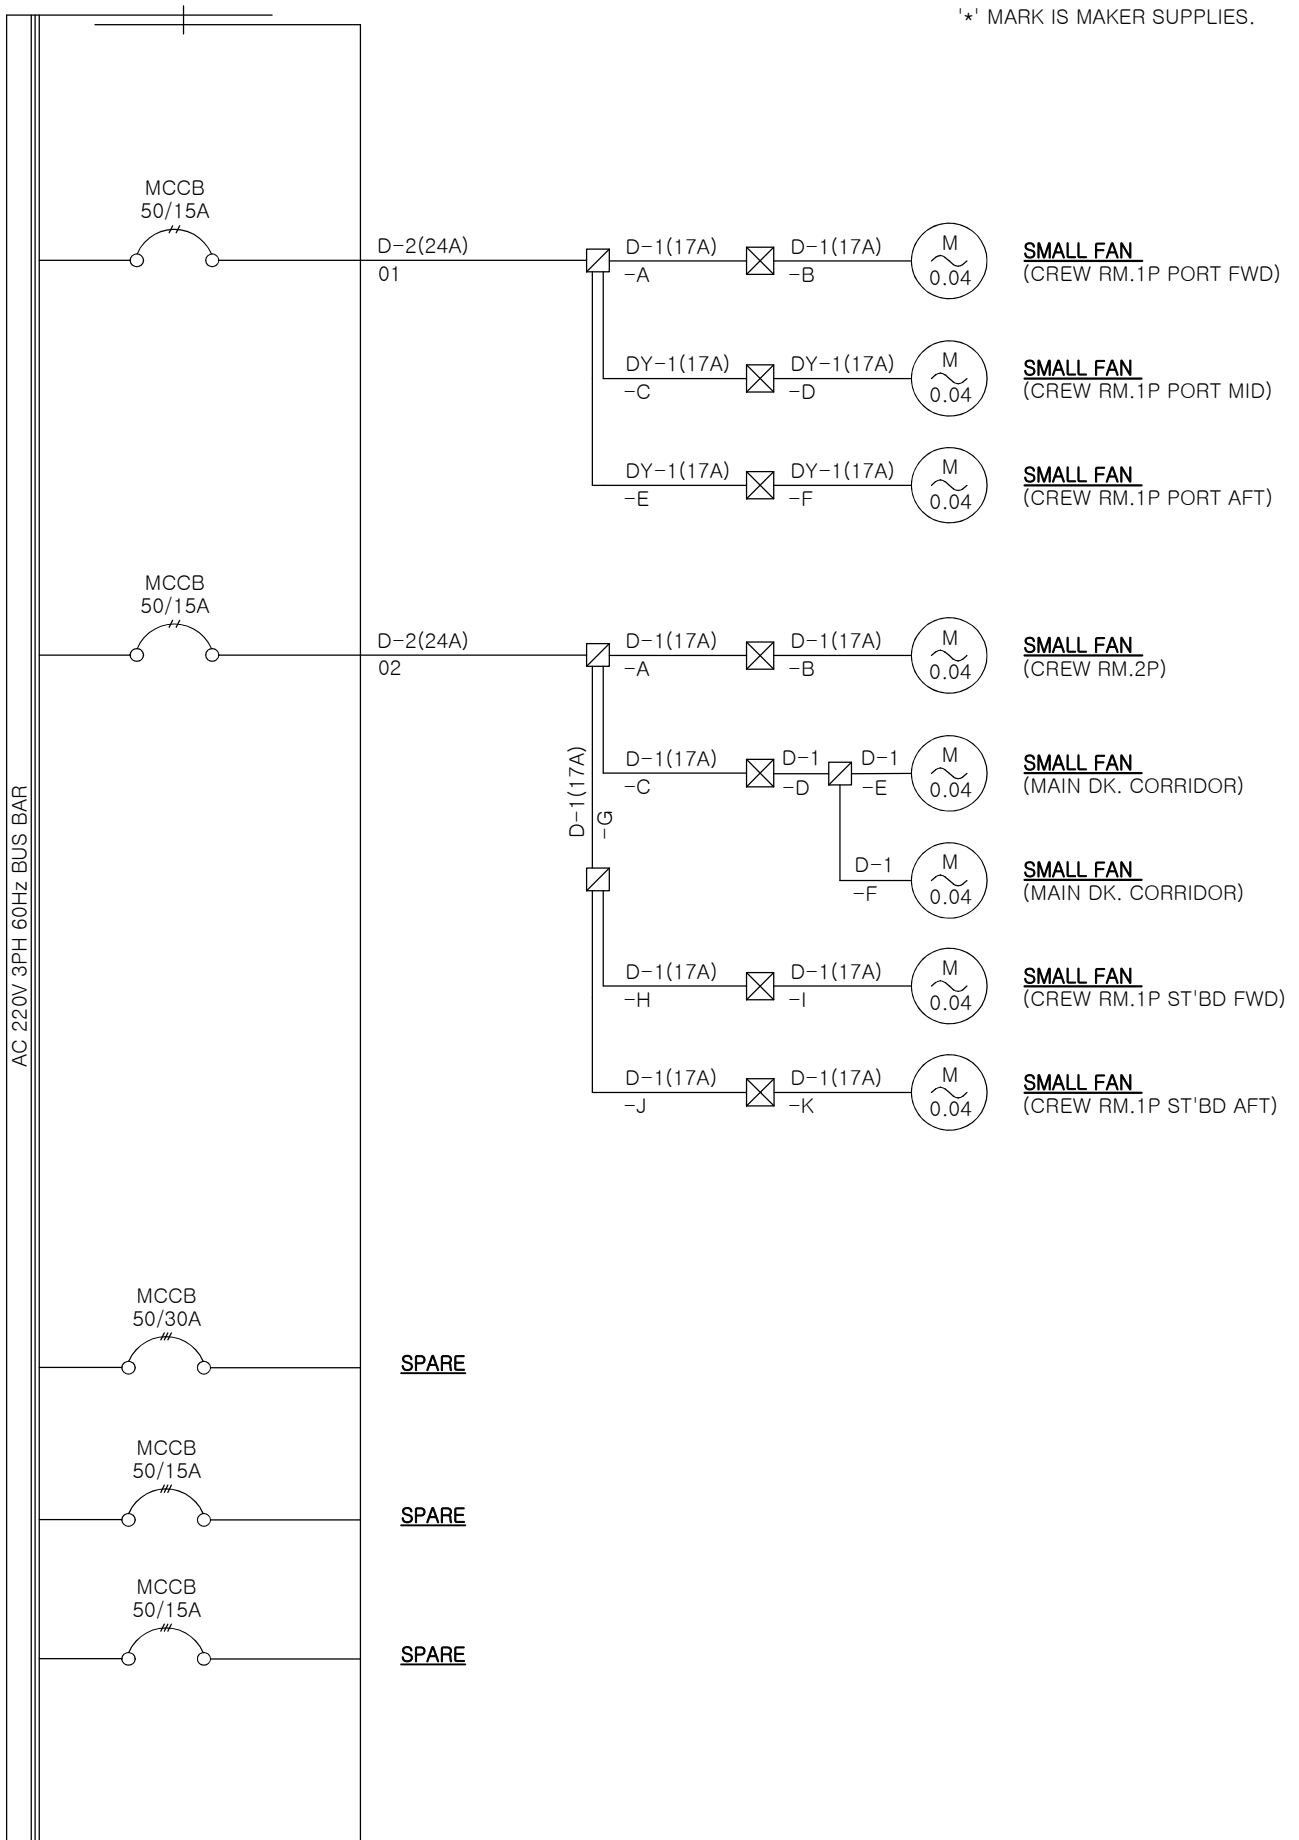 '*' MARK IS MAKER SUPPLIES.
AC 220V 3PH 60Hz BUS BAR
MCCB
50/15A
D-2(24A)
01
D-1(17A)
-A
D-1(17A)
-B
M
0.04
SMALL FAN
(CREW RM.1P PORT FWD)
DY-1(17A)
-C
DY-1(17A)
-D
M
0.04
SMALL FAN
(CREW RM.1P PORT MID)
DY-1(17A)
-E
DY-1(17A)
-F
M
0.04
SMALL FAN
(CREW RM.1P PORT AFT)
MCCB
50/15A
D-2(24A)
02
D-1(17A)
-A
D-1(17A)
-B
M
0.04
SMALL FAN
(CREW RM.2P)
D-1(17A)
-G
D-1(17A)
-C
D-1
-D
D-1
-E
M
0.04
SMALL FAN
(MAIN DK. CORRIDOR)
D-1
-F
M
0.04
SMALL FAN
(MAIN DK. CORRIDOR)
D-1(17A)
-H
D-1(17A)
-I
M
0.04
SMALL FAN
(CREW RM.1P ST'BD FWD)
D-1(17A)
-J
D-1(17A)
-K
M
0.04
SMALL FAN
(CREW RM.1P ST'BD AFT)
MCCB
50/30A
SPARE
MCCB
50/15A
SPARE
MCCB
50/15A
SPARE